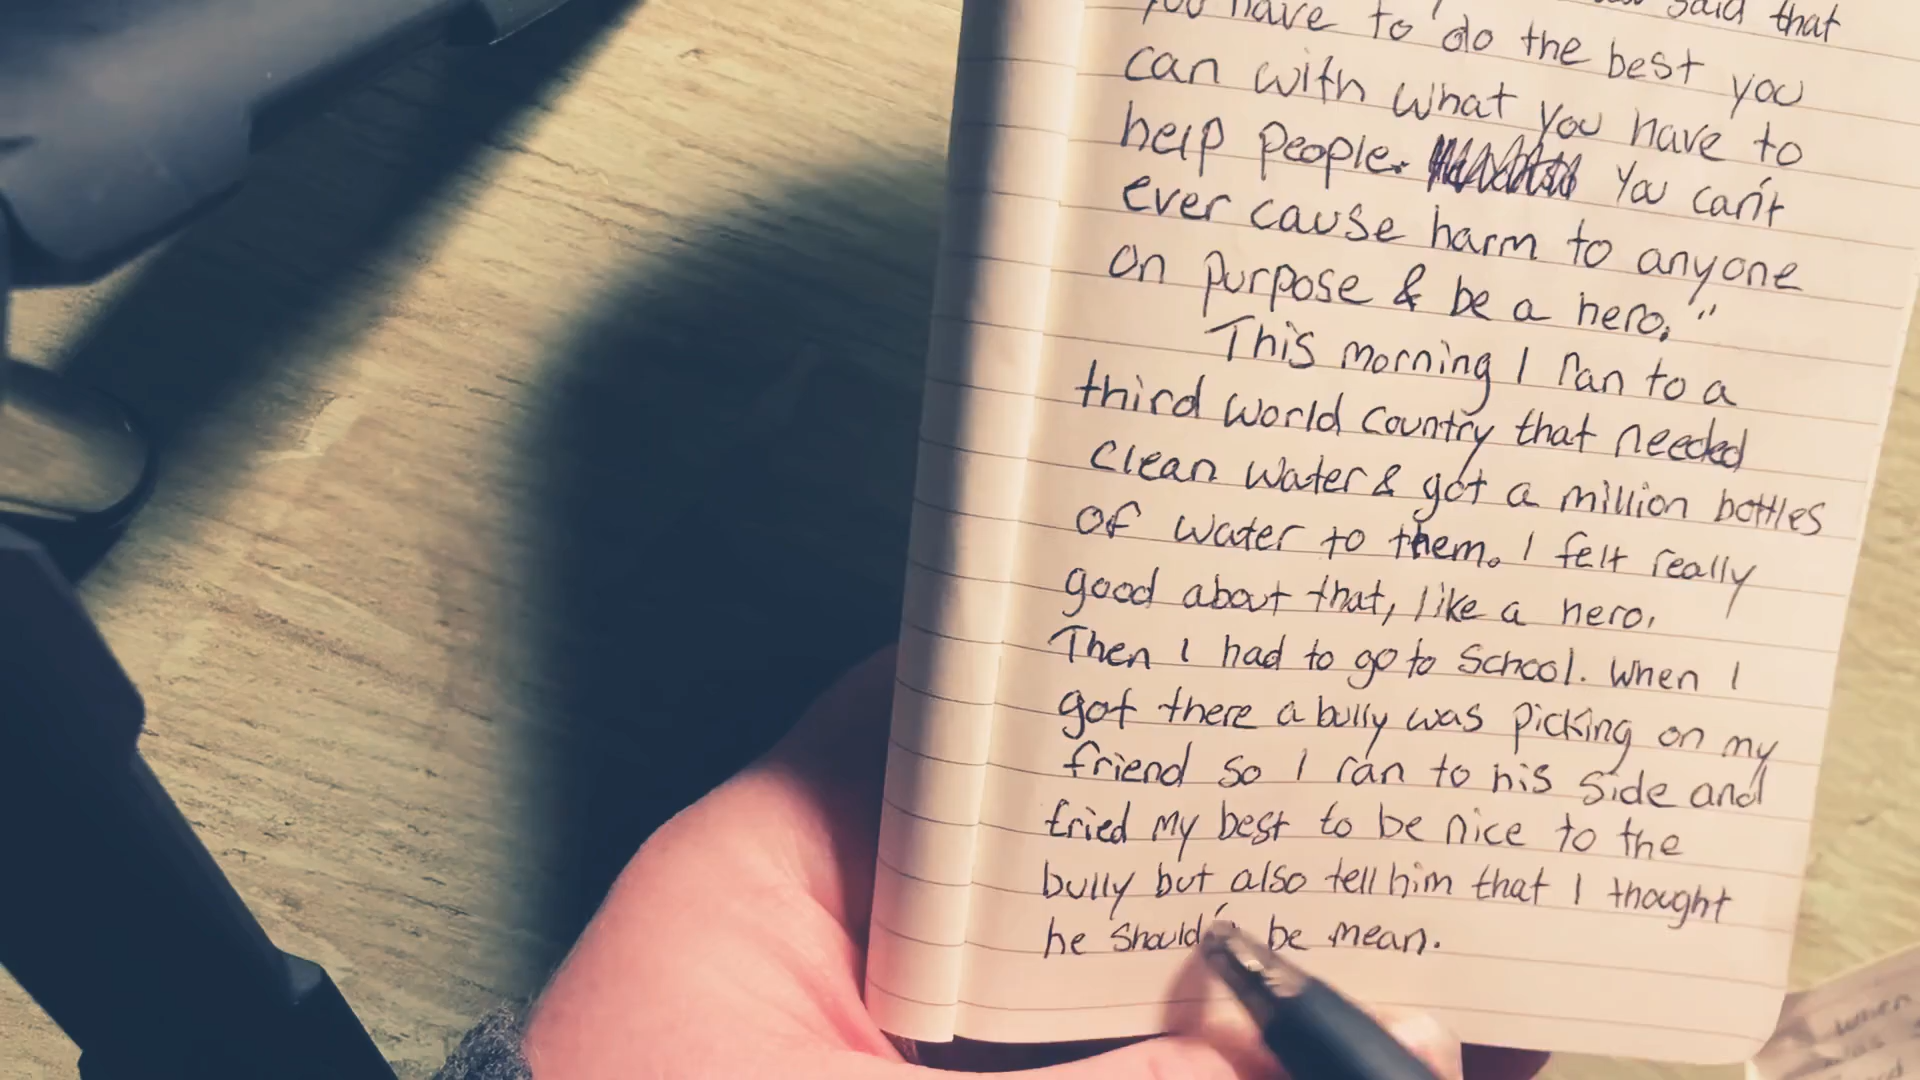 said that
you have to do the best you
can with what you have to
help people. You can't
ever cause harm to anyone
on purpose & be a hero."
This morning I ran to a
third world country that needed
clean water & got a million bottles
of water to them. I felt really
good about that, like a hero.
Then I had to go to school. When I
got there a bully was picking on my
friend so I ran to his side and
tried my best to be nice to the
bully but also tell him that I thought
he be mean.
when